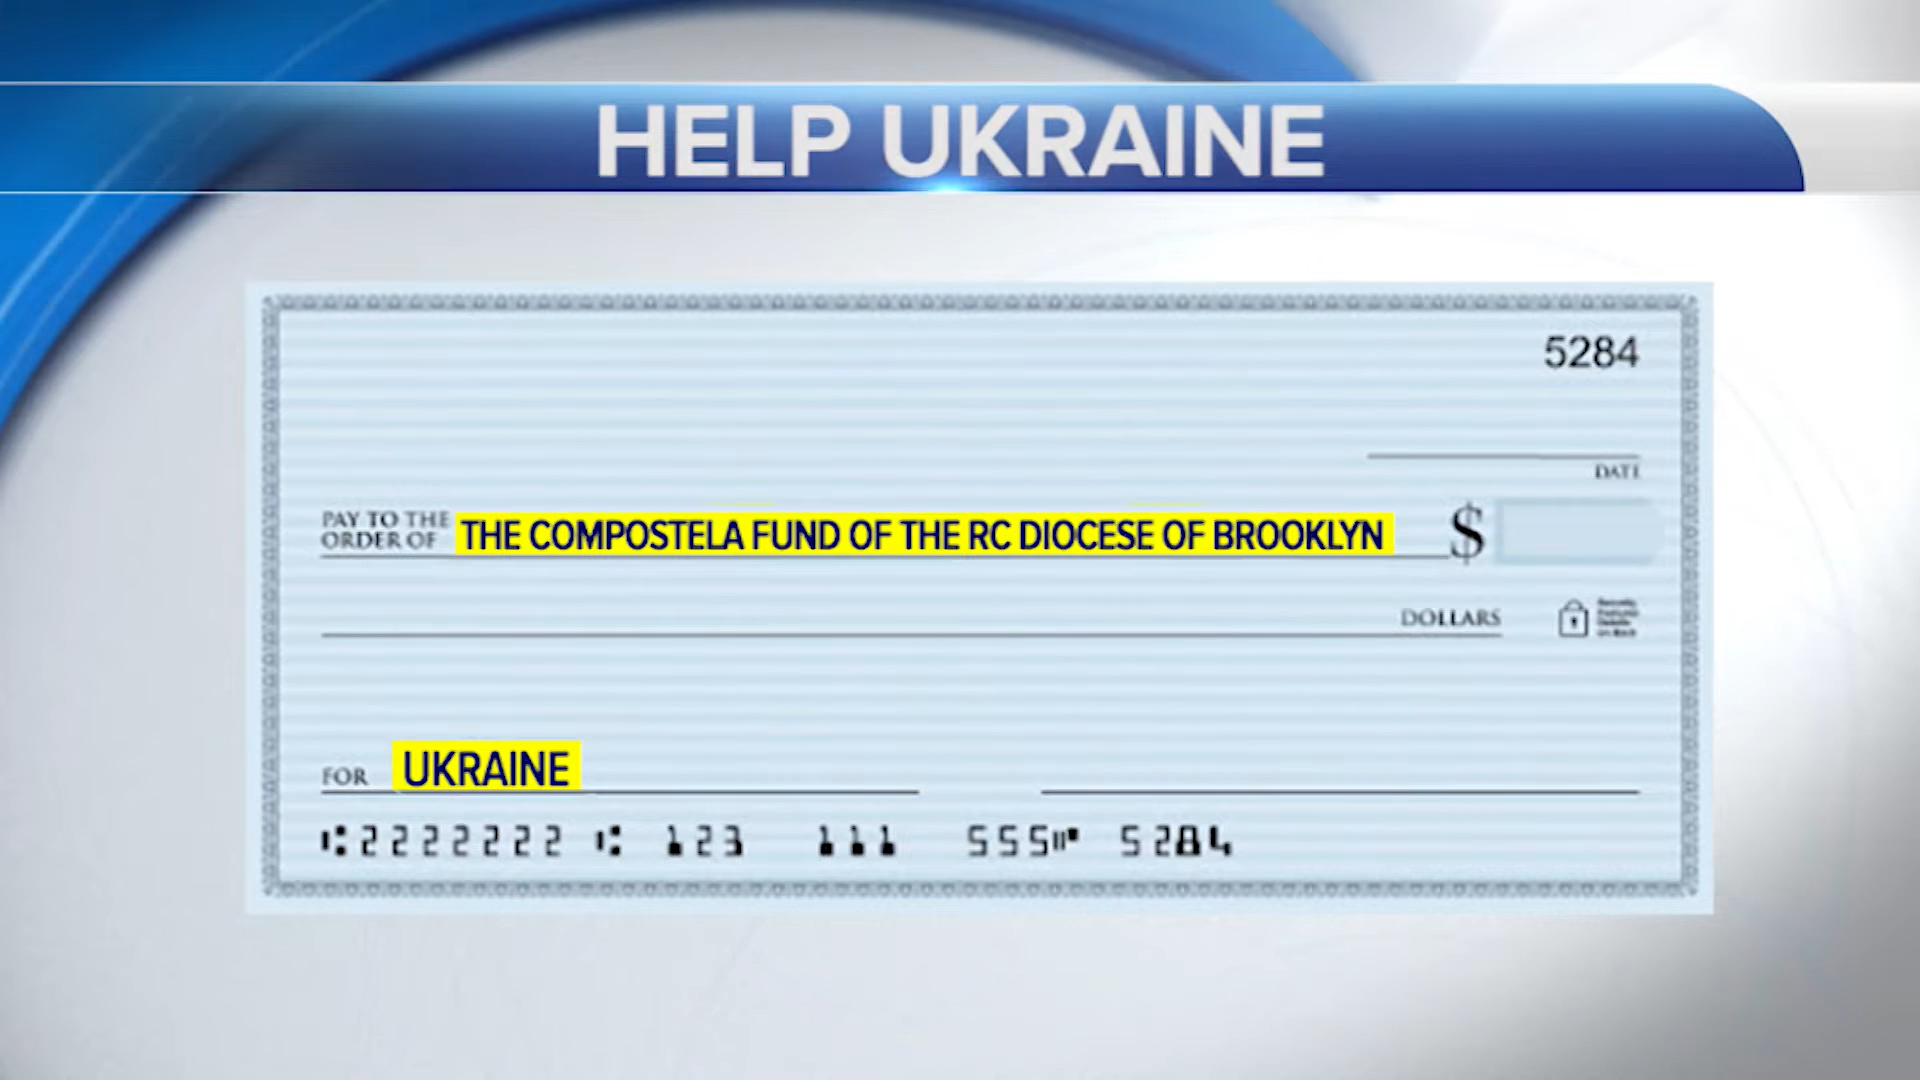 HELP UKRAINE
5284
DATE
PAY TO THE
ORDER OF THE COMPOSTELA FUND OF THE RC DIOCESE OF BROOKLYN $
DOLLARS
FOR UKRAINE
⑆2222222⑆ 123 111 555⑈ 5284